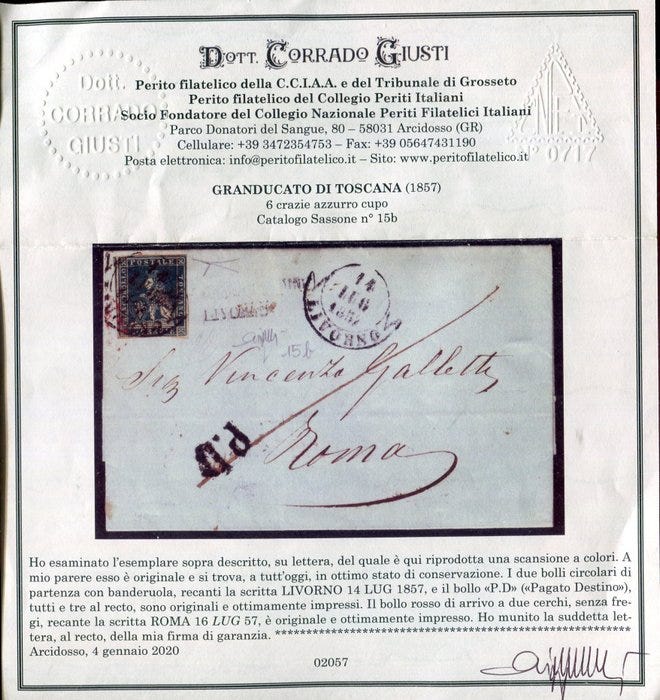 DOTT. CORRADO GIUSTI
Dott.
CORRADO
GIUSTI
N° 0717
Perito filatelico della C.C.I.A.A. e del Tribunale di Grosseto
Perito filatelico del Collegio Periti Italiani
Socio Fondatore del Collegio Nazionale Periti Filatelici Italiani
Parco Donatori del Sangue, 80 – 58031 Arcidosso (GR)
Cellulare: +39 3472354753 – Fax: +39 05647431190
Posta elettronica: info@peritofilatelico.it – Sito: www.peritofilatelico.it
GRANDUCATO DI TOSCANA (1857)
6 crazie azzurro cupo
Catalogo Sassone n° 15b
POSTALE
LIVORNO
14
LUG
1857
LIVORNO
15b
Sig Vincenzo Galletti
P.D
Roma
Ho esaminato l'esemplare sopra descritto, su lettera, del quale è qui riprodotta una scansione a colori. A
mio parere esso è originale e si trova, a tutt'oggi, in ottimo stato di conservazione. I due bolli circolari di
partenza con banderuola, recanti la scritta LIVORNO 14 LUG 1857, e il bollo «P.D» («Pagato Destino»),
tutti e tre al recto, sono originali e ottimamente impressi. Il bollo rosso di arrivo a due cerchi, senza fre-
gi, recante la scritta ROMA 16 LUG 57, è originale e ottimamente impresso. Ho munito la suddetta let-
tera, al recto, della mia firma di garanzia. ****************************************************
Arcidosso, 4 gennaio 2020
02057